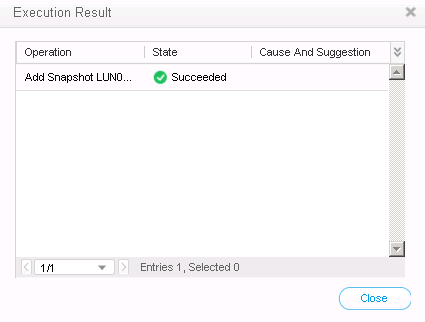 Execution Result
Operation State Cause And Suggestion
Add Snapshot LUN0... Succeeded
1/1 Entries 1, Selected 0
Close